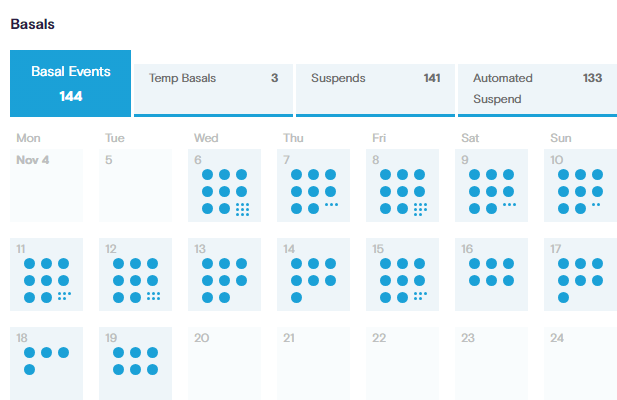 Basals
Basal Events
144
Temp Basals 3
Suspends 141
Automated Suspend 133
Mon Tue Wed Thu Fri Sat Sun
Nov 4 5 6 7 8 9 10
11 12 13 14 15 16 17
18 19 20 21 22 23 24